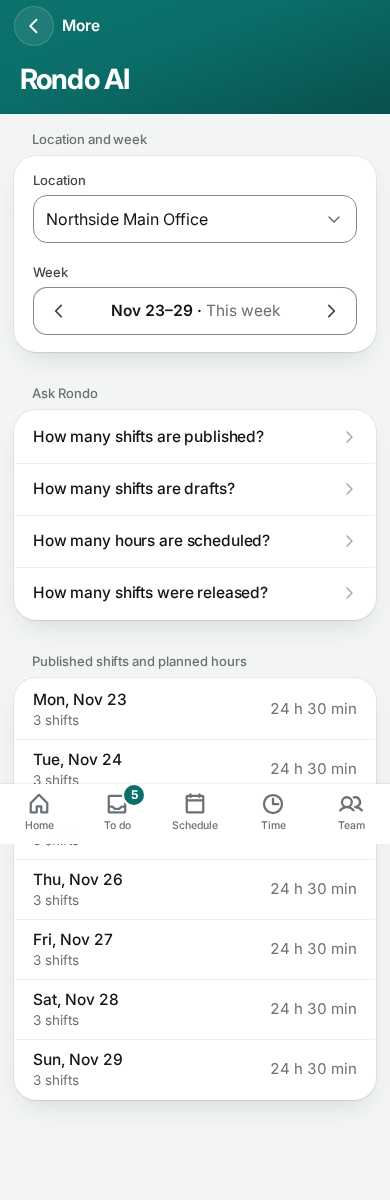 More
Rondo AI
Location and week
Location
Northside Main Office
Week
Nov 23–29 · This week
Ask Rondo
How many shifts are published?
How many shifts are drafts?
How many hours are scheduled?
How many shifts were released?
Published shifts and planned hours
Mon, Nov 23
3 shifts
24 h 30 min
Tue, Nov 24
3 shifts
24 h 30 min
5
Home
To do
Schedule
Time
Team
Thu, Nov 26
3 shifts
24 h 30 min
Fri, Nov 27
3 shifts
24 h 30 min
Sat, Nov 28
3 shifts
24 h 30 min
Sun, Nov 29
3 shifts
24 h 30 min